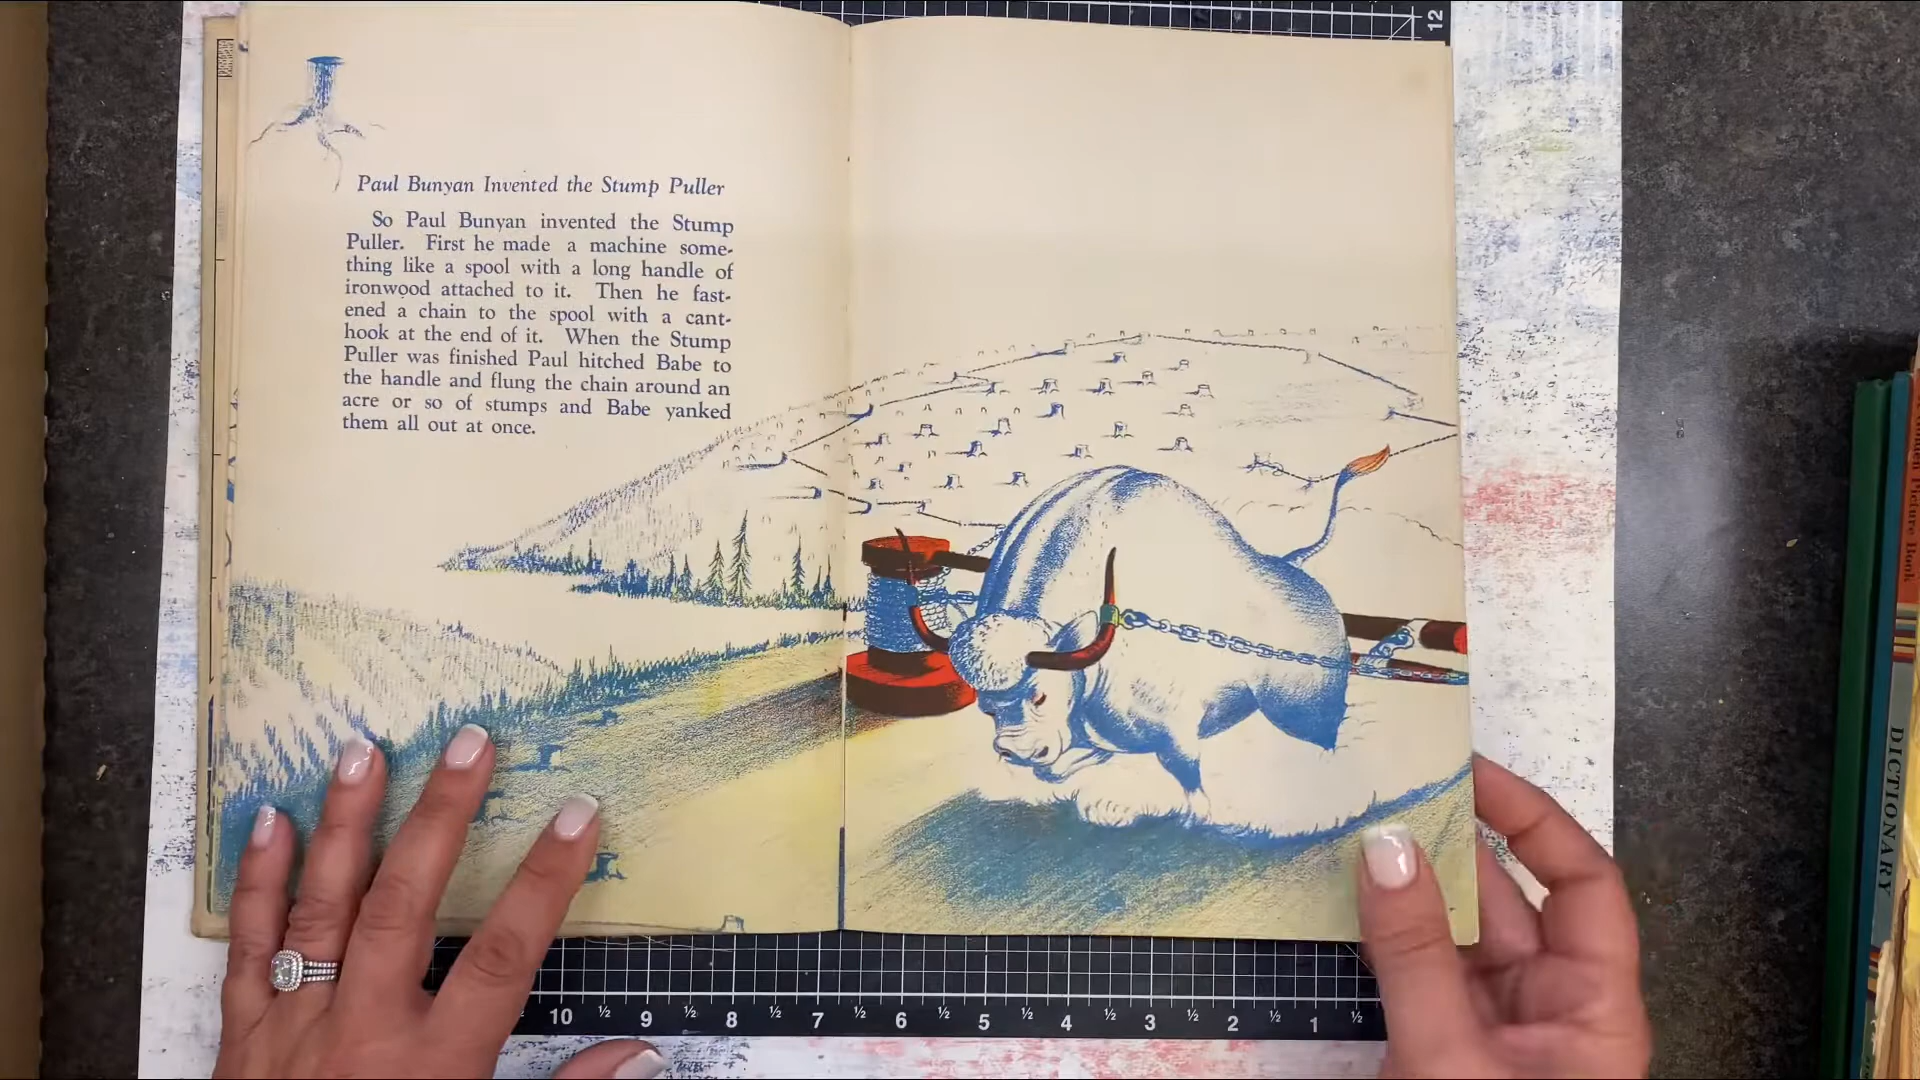 Paul Bunyan Invented the Stump Puller
So Paul Bunyan invented the Stump
Puller. First he made a machine some-
thing like a spool with a long handle of
ironwood attached to it. Then he fast-
ened a chain to the spool with a cant-
hook at the end of it. When the Stump
Puller was finished Paul hitched Babe to
the handle and flung the chain around an
acre or so of stumps and Babe yanked
them all out at once.
12
10 ½ 9 ½ 8 ½ 7 ½ 6 ½ 5 ½ 4 ½ 3 ½ 2 ½ 1 ½
Picture Book
DICTIONARY